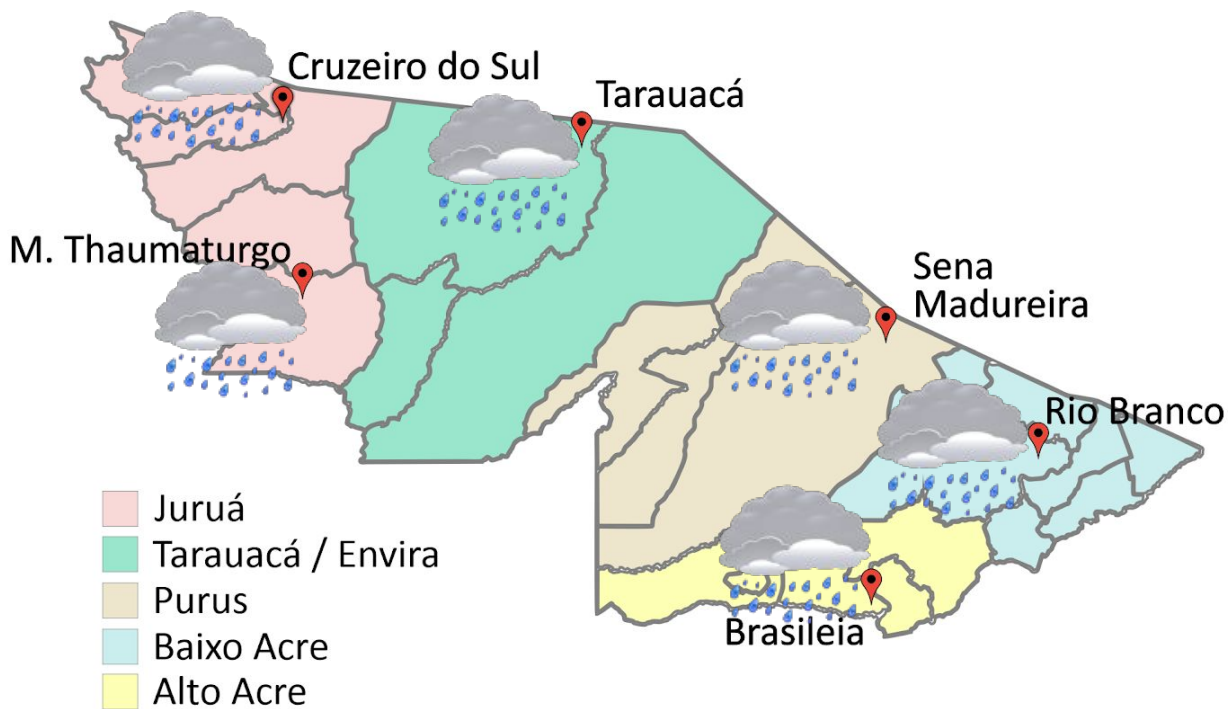 Cruzeiro do Sul
Tarauacá
M. Thaumaturgo
Sena
Madureira
Rio Branco
Brasileia
Juruá
Tarauacá / Envira
Purus
Baixo Acre
Alto Acre